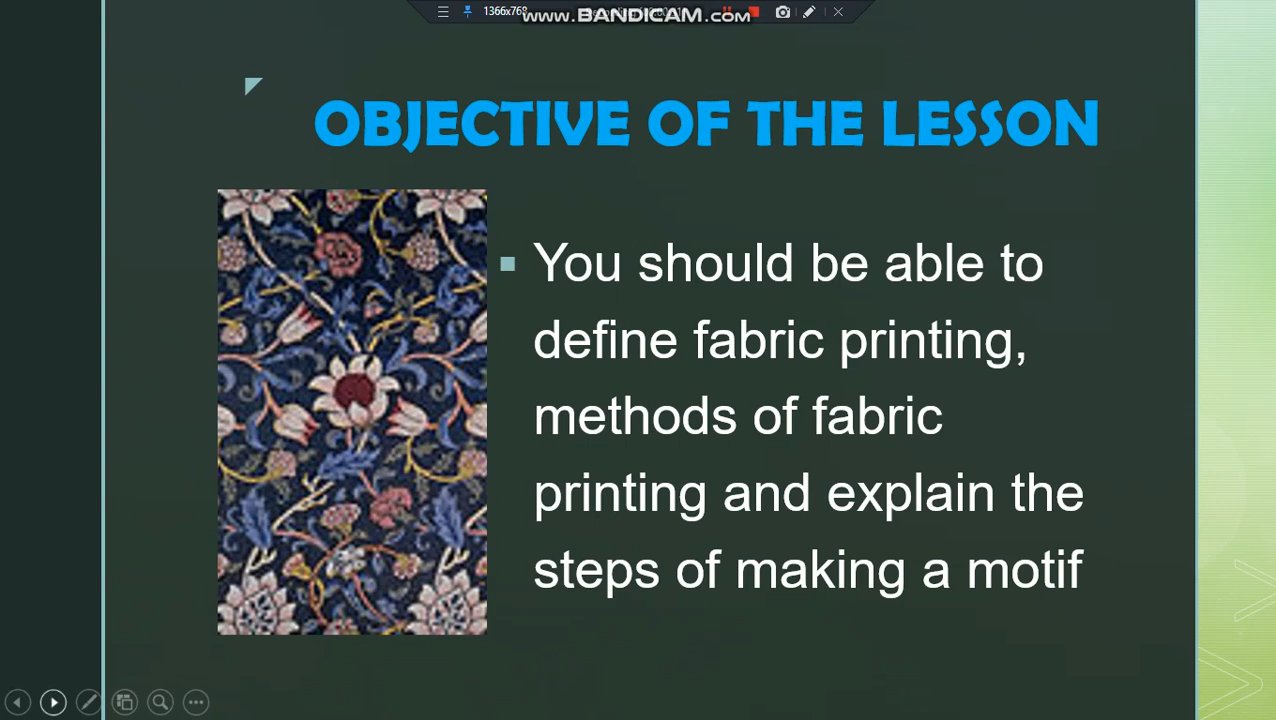 1366x768
www.BANDICAM.com
OBJECTIVE OF THE LESSON
You should be able to
define fabric printing,
methods of fabric
printing and explain the
steps of making a motif